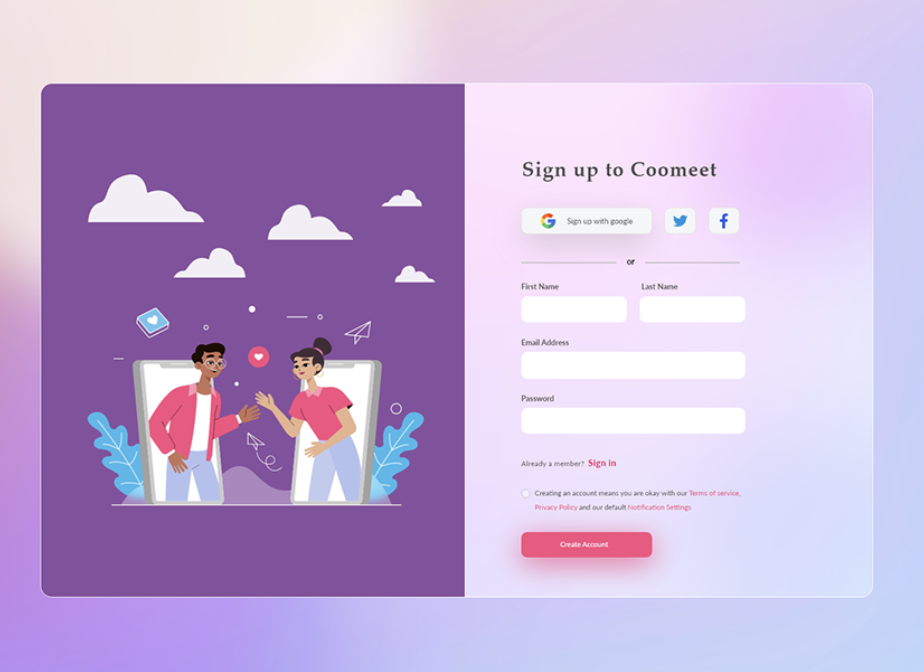 Sign up to Coomeet
Sign up with google
or
First Name
Last Name
Email Address
Password
Already a member? Sign in
Creating an account means you are okay with our Terms of service,
Privacy Policy and our default Notification Settings
Create Account